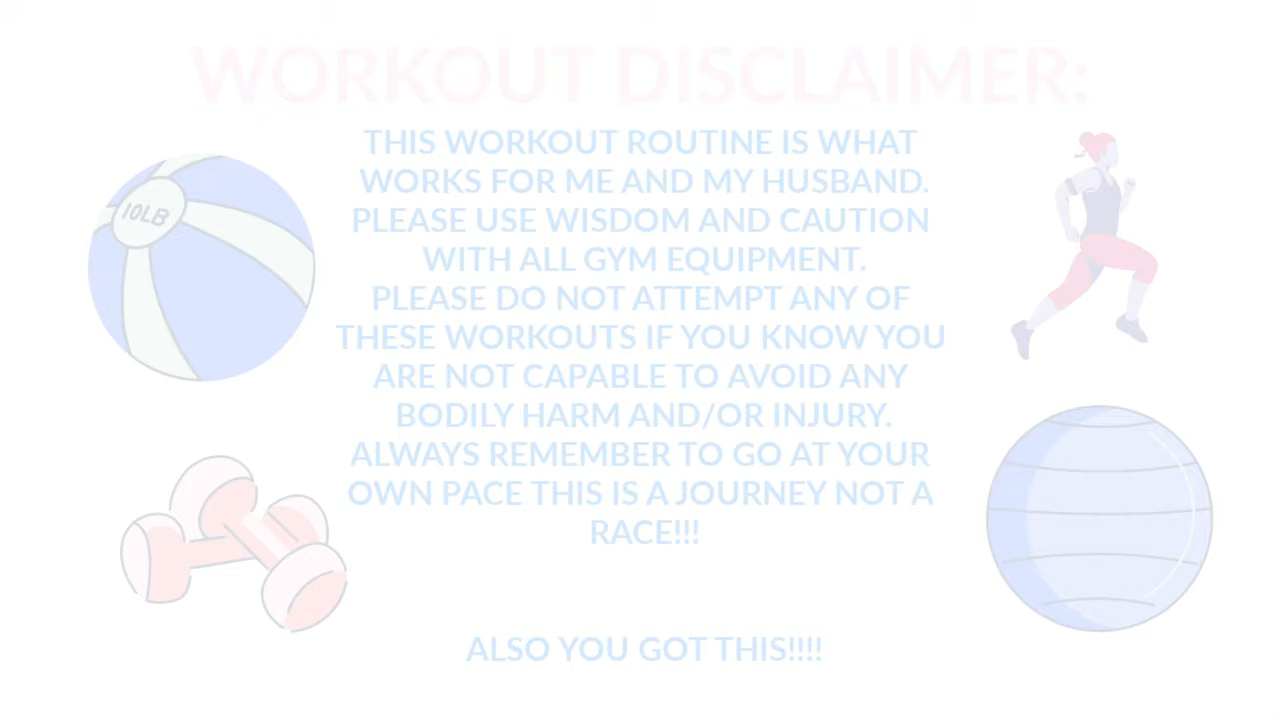 WORKOUT DISCLAIMER:
THIS WORKOUT ROUTINE IS WHAT
WORKS FOR ME AND MY HUSBAND.
PLEASE USE WISDOM AND CAUTION
WITH ALL GYM EQUIPMENT.
PLEASE DO NOT ATTEMPT ANY OF
THESE WORKOUTS IF YOU KNOW YOU
ARE NOT CAPABLE TO AVOID ANY
BODILY HARM AND/OR INJURY.
ALWAYS REMEMBER TO GO AT YOUR
OWN PACE THIS IS A JOURNEY NOT A
RACE!!!
ALSO YOU GOT THIS!!!!
10LB